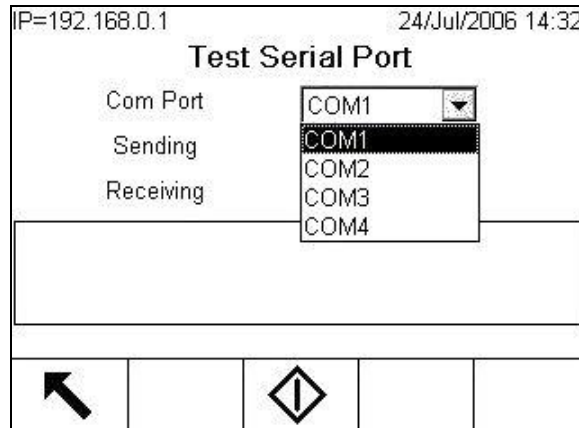 IP=192.168.0.1 24/Jul/2006 14:32
Test Serial Port
Com Port COM1
COM1
Sending
COM2
Receiving COM3
COM4